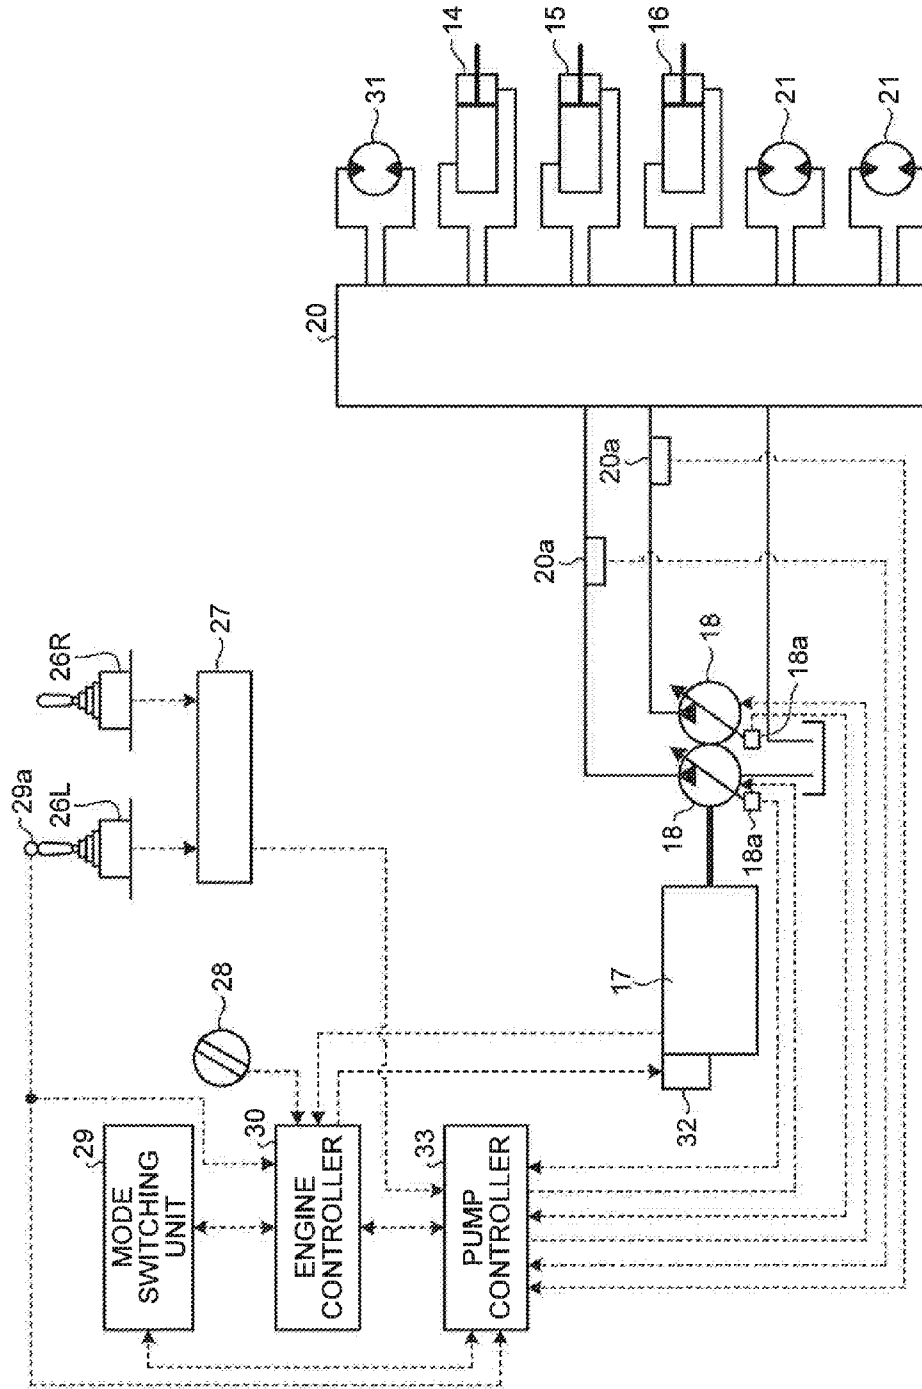 29a
26L
26R
27
28
29
MODE
SWITCHING
UNIT
30
ENGINE
CONTROLLER
33
PUMP
CONTROLLER
32
17
18
18
18a
18a
20a
20a
20
31
14
15
16
21
21